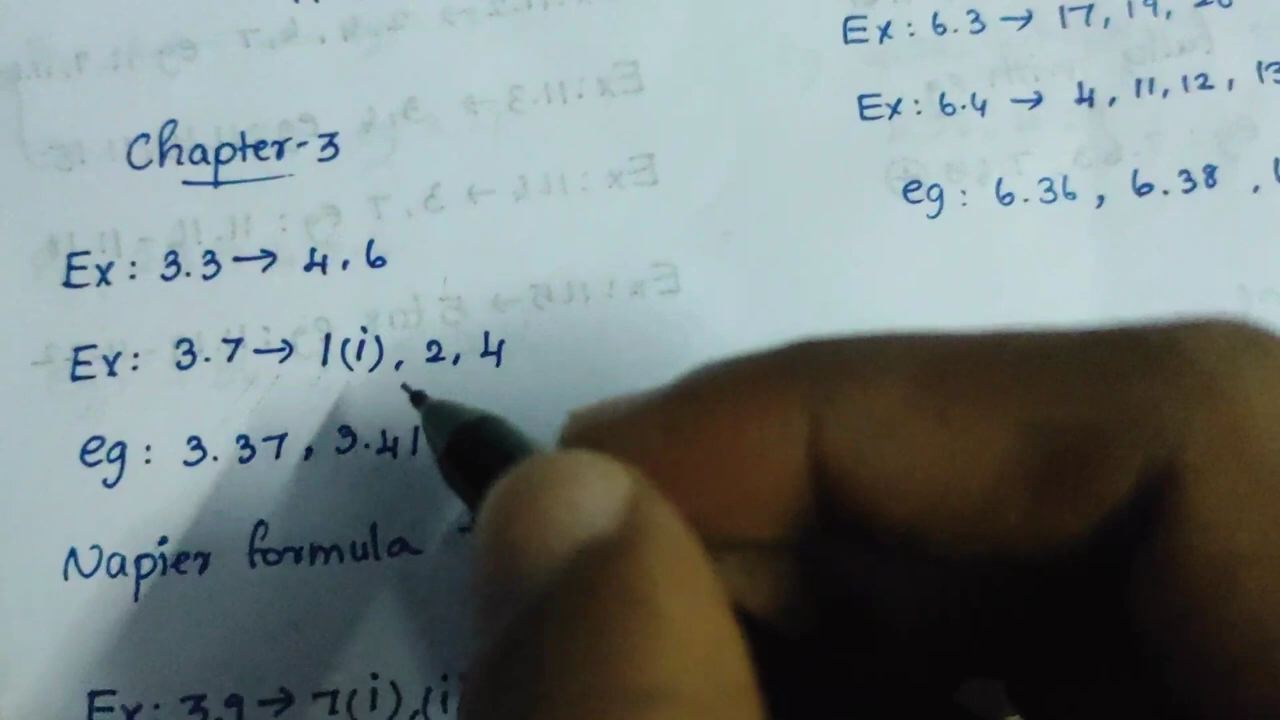 Chapter-3
Ex: 3.3 → 4, 6
Ex: 3.7 → 1(i), 2, 4
eg: 3.37, 3.41
Napier formula
Ex: 3.9 → 7(i), (i
Ex: 6.3 → 17, 19,
Ex: 6.4 → 4, 11, 12, 13
eg: 6.36, 6.38,